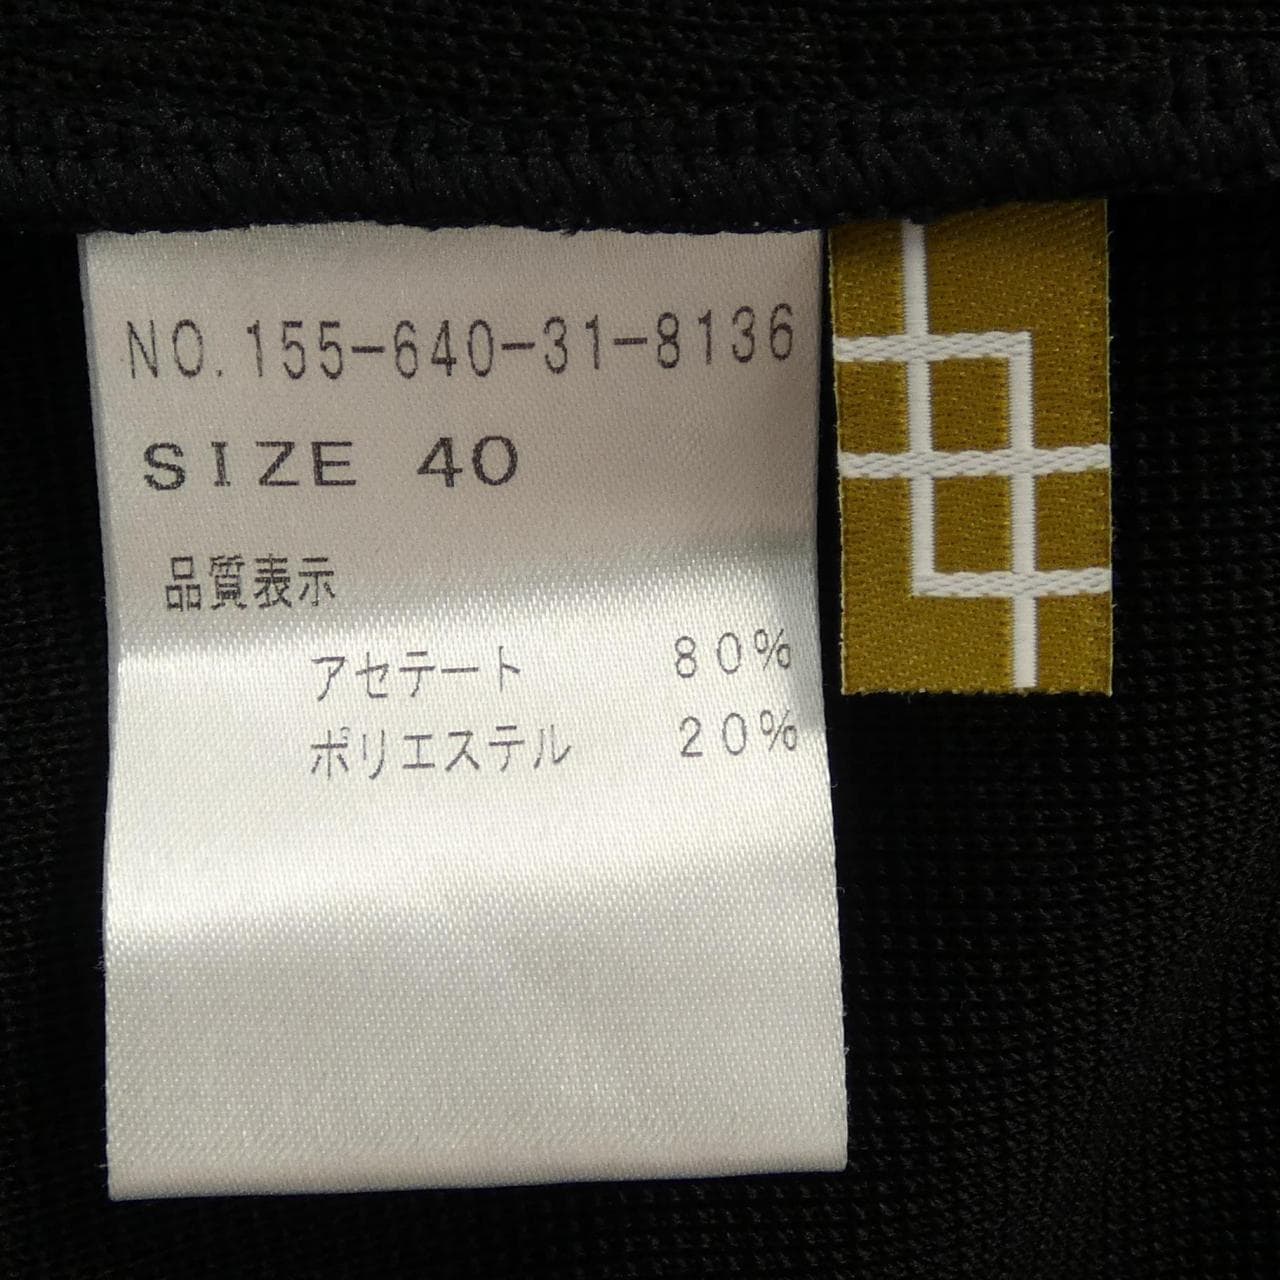 NO.155-640-31-8136
SIZE 40
品質表示
アセテート 80%
ポリエステル 20%